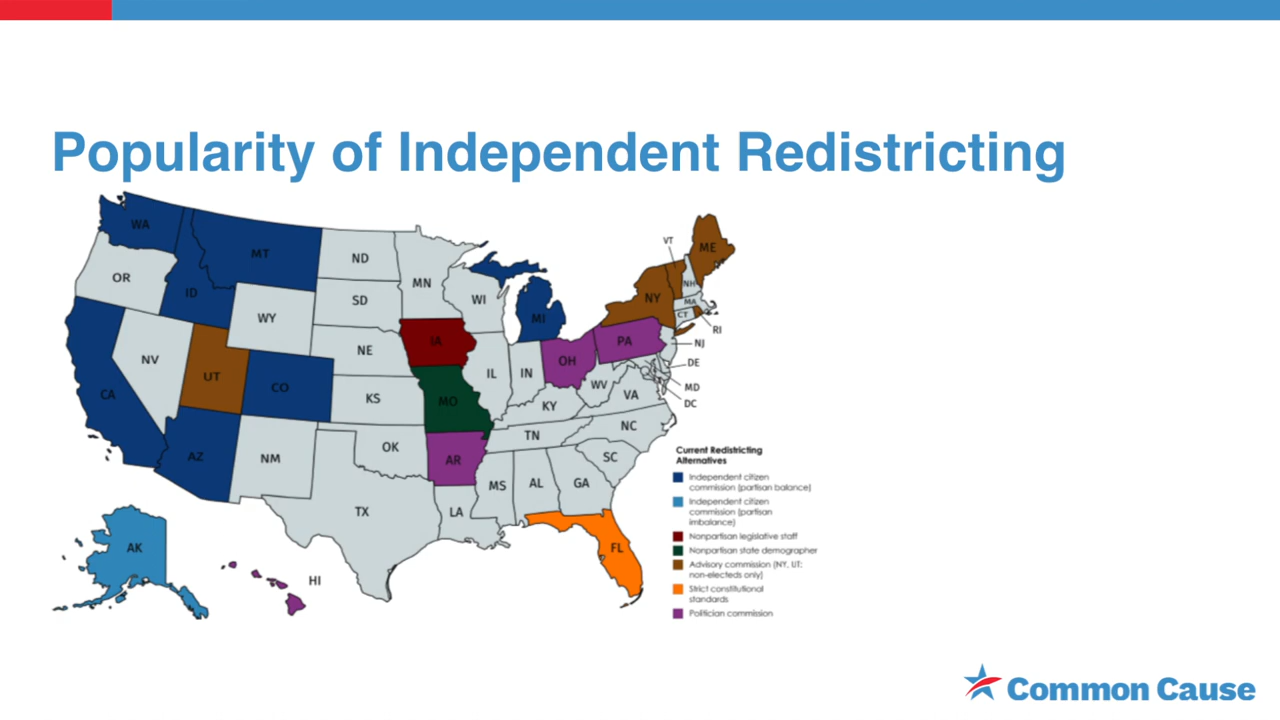 Popularity of Independent Redistricting
WA
MT
ND
MN
VT
ME
OR
ID
SD
WI
MI
NY
NH
MA
CT
RI
WY
NE
IA
PA
NJ
NV
UT
CO
IL
IN
OH
WV
DE
MD
DC
CA
KS
MO
KY
VA
AZ
NM
OK
AR
TN
NC
SC
TX
LA
MS
AL
GA
AK
HI
FL
Current Redistricting
Alternatives
Independent citizen
commission (partisan balance)
Independent citizen
commission (partisan
imbalance)
Nonpartisan legislative staff
Nonpartisan state demographer
Advisory commission (NY, UT:
non-electeds only)
Strict constitutional
standards
Politician commission
Common Cause